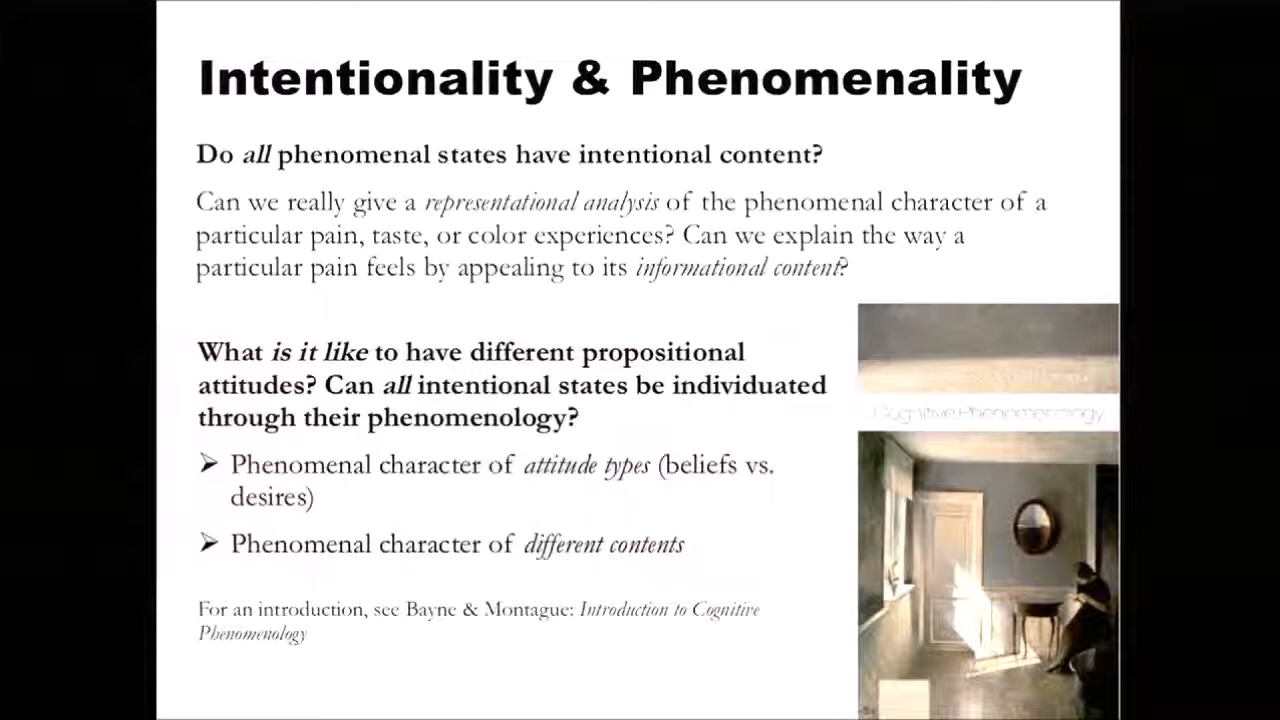 Intentionality & Phenomenality
Do all phenomenal states have intentional content?
Can we really give a representational analysis of the phenomenal character of a
particular pain, taste, or color experiences? Can we explain the way a
particular pain feels by appealing to its informational content?
What is it like to have different propositional
attitudes? Can all intentional states be individuated
through their phenomenology?
➢ Phenomenal character of attitude types (beliefs vs.
desires)
➢ Phenomenal character of different contents
For an introduction, see Bayne & Montague: Introduction to Cognitive
Phenomenology
Cognitive Phenomenology